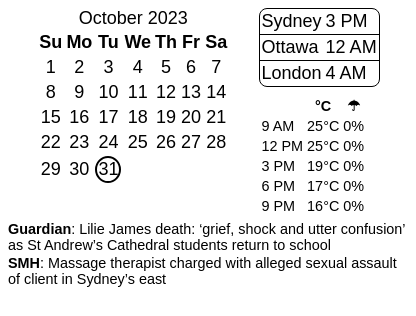 October 2023
Su Mo Tu We Th Fr Sa
1 2 3 4 5 6 7
8 9 10 11 12 13 14
15 16 17 18 19 20 21
22 23 24 25 26 27 28
29 30 31
Sydney 3 PM
Ottawa 12 AM
London 4 AM
°C ☂
9 AM 25°C 0%
12 PM 25°C 0%
3 PM 19°C 0%
6 PM 17°C 0%
9 PM 16°C 0%
Guardian: Lilie James death: ‘grief, shock and utter confusion’
as St Andrew’s Cathedral students return to school
SMH: Massage therapist charged with alleged sexual assault
of client in Sydney’s east